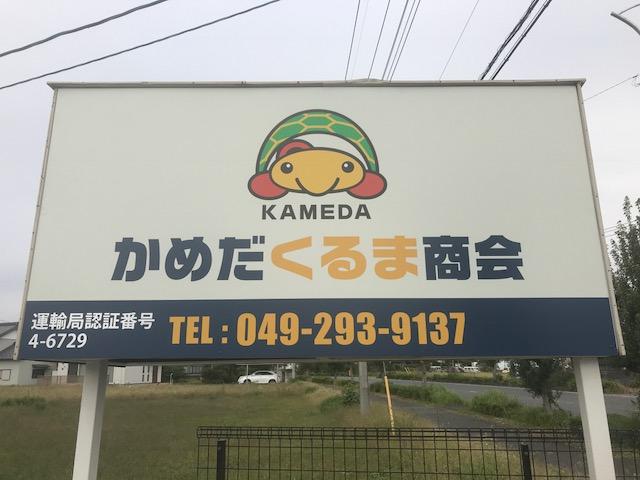 KAMEDA
かめだくるま商会
運輸局認証番号
4-6729
TEL : 049-293-9137